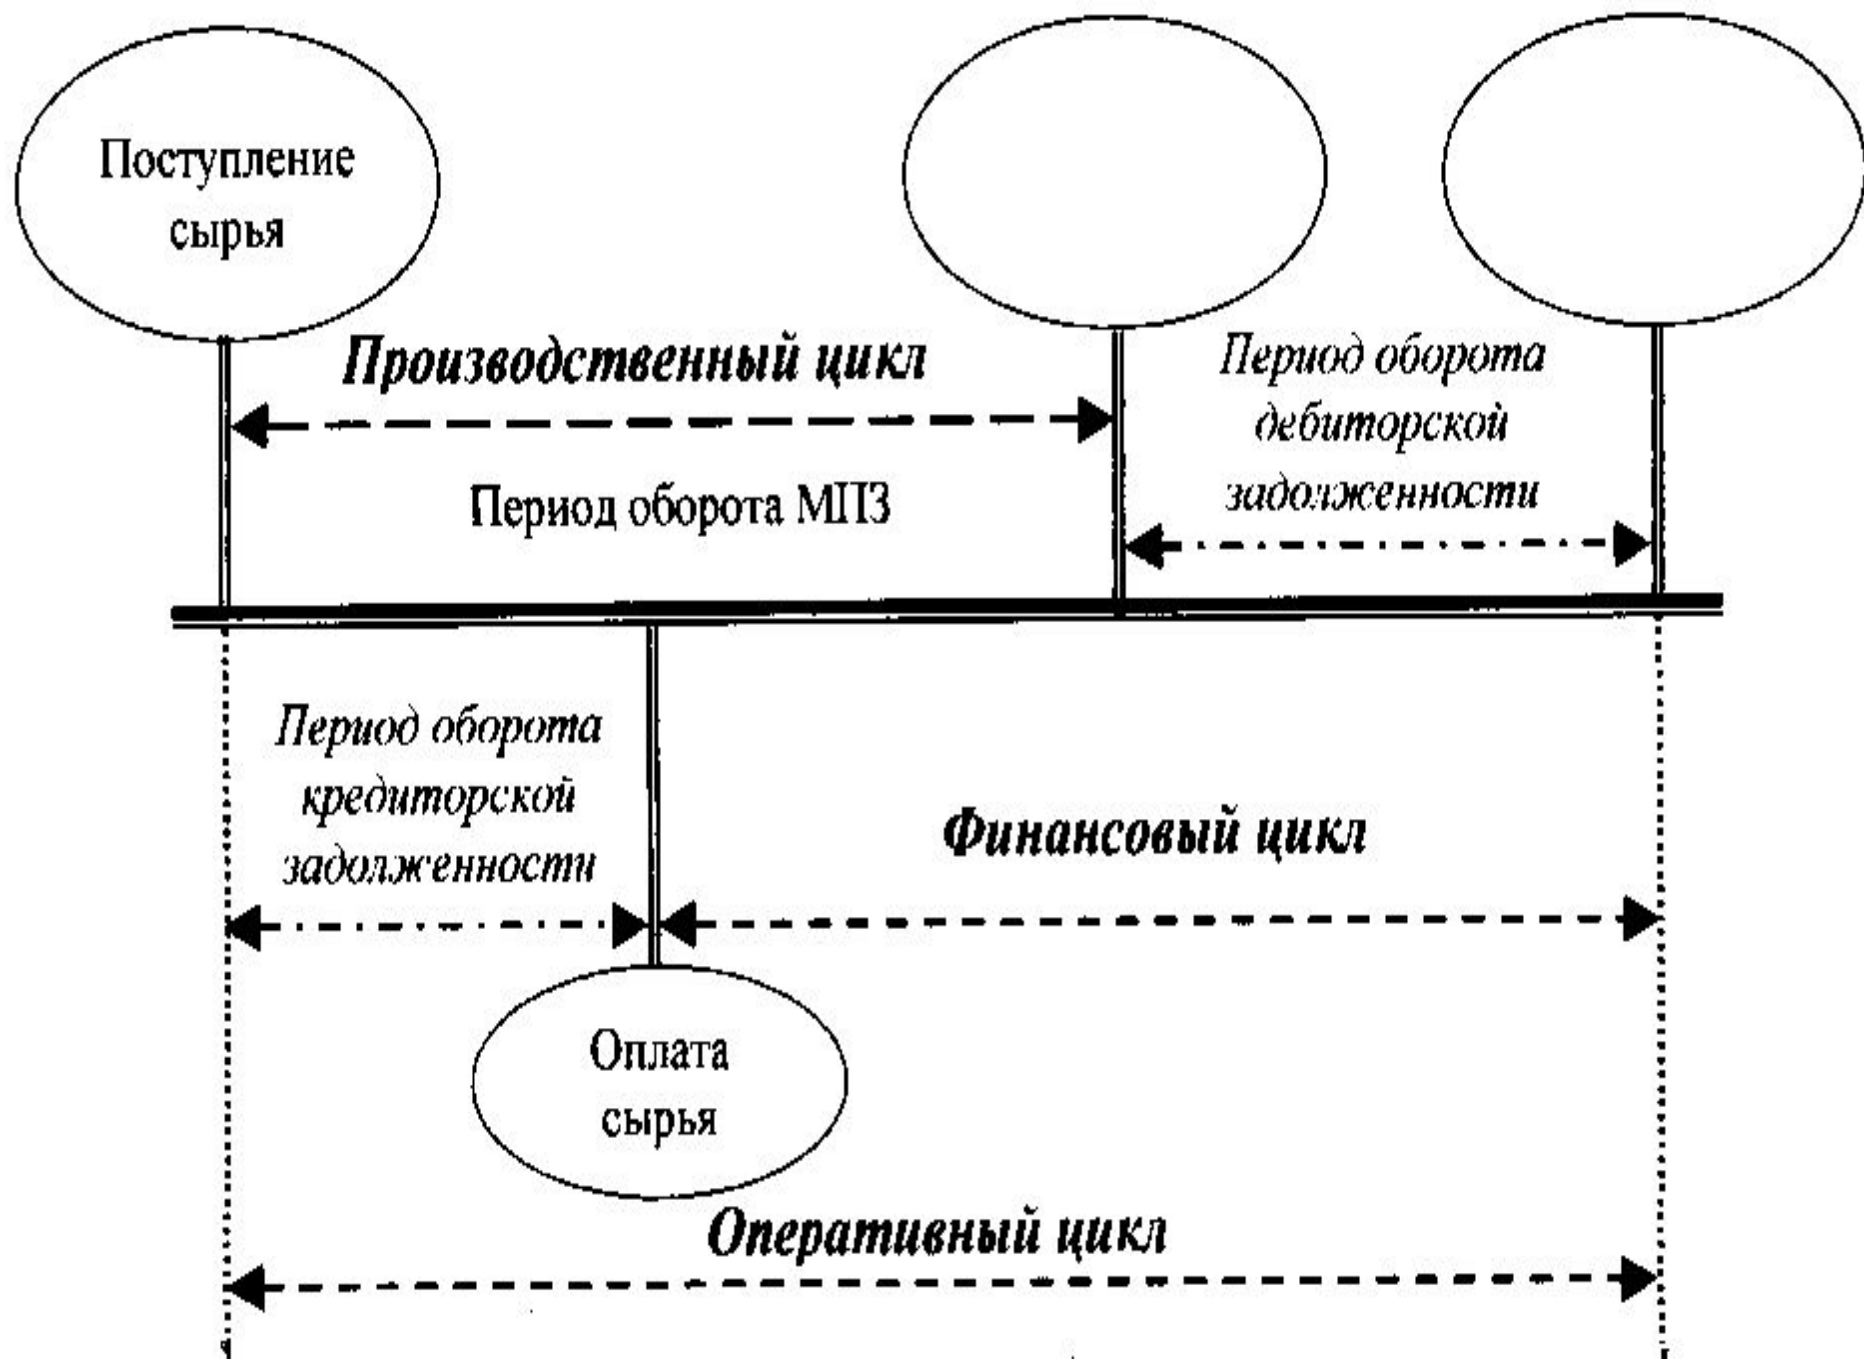 Поступление
сырья
Производственный цикл
Период оборота МПЗ
Период оборота
дебиторской
задолженности
Период оборота
кредиторской
задолженности
Финансовый цикл
Оплата
сырья
Оперативный цикл